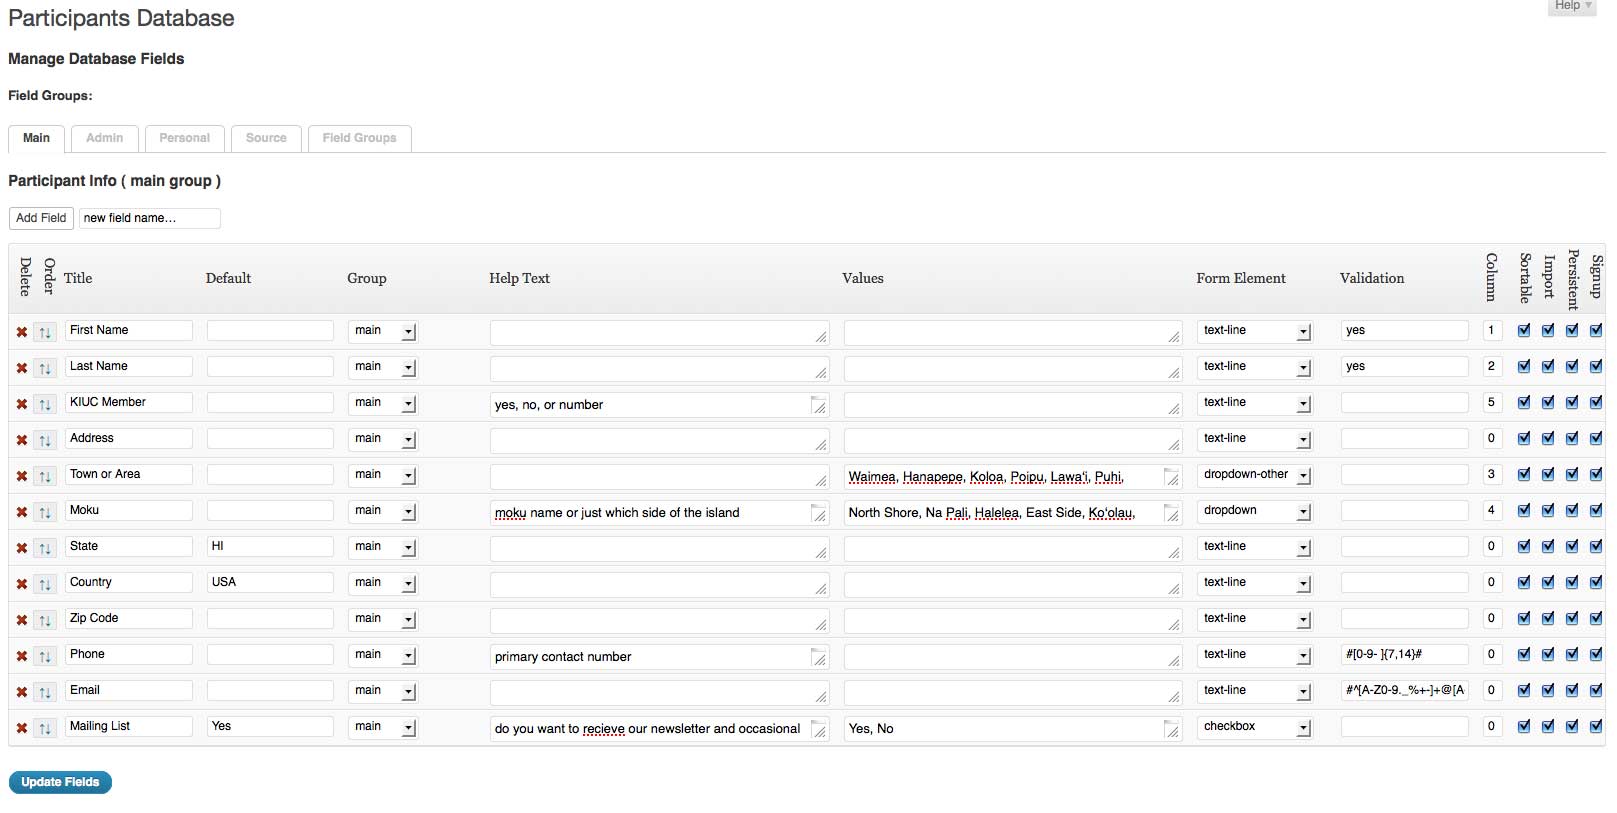 Help
Participants Database
Manage Database Fields
Field Groups:
Main Admin Personal Source Field Groups
Participant Info ( main group )
Add Field new field name...
Delete Order Title Default Group Help Text Values Form Element Validation Column Sortable Import Persistent Signup
First Name main text-line yes 1
Last Name main text-line yes 2
KIUC Member main yes, no, or number text-line 5
Address main text-line 0
Town or Area main Waimea, Hanapepe, Koloa, Poipu, Lawa‘i, Puhi, dropdown-other 3
Moku main moku name or just which side of the island North Shore, Na Pali, Halelea, East Side, Ko‘olau, dropdown 4
State HI main text-line 0
Country USA main text-line 0
Zip Code main text-line 0
Phone main primary contact number text-line #[0-9- ]{7,14}# 0
Email main text-line #^[A-Z0-9._%+-]+@[A 0
Mailing List Yes main do you want to recieve our newsletter and occasional Yes, No checkbox 0
Update Fields